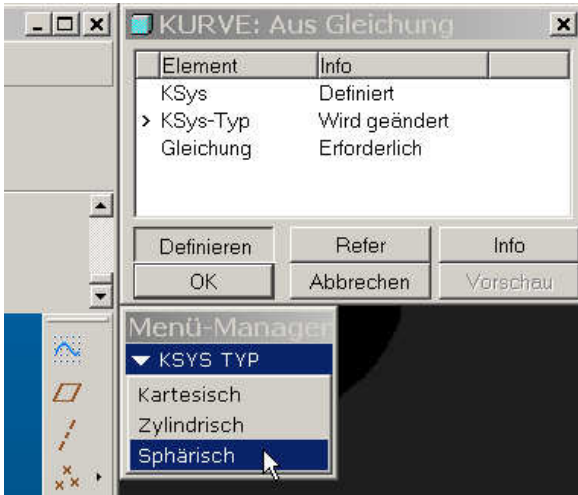 KURVE: Aus Gleichung
Element Info
KSys Definiert
> KSys-Typ Wird geändert
Gleichung Erforderlich
Definieren Refer Info
OK Abbrechen Vorschau
Menü-Manager
KSYS TYP
Kartesisch
Zylindrisch
Sphärisch